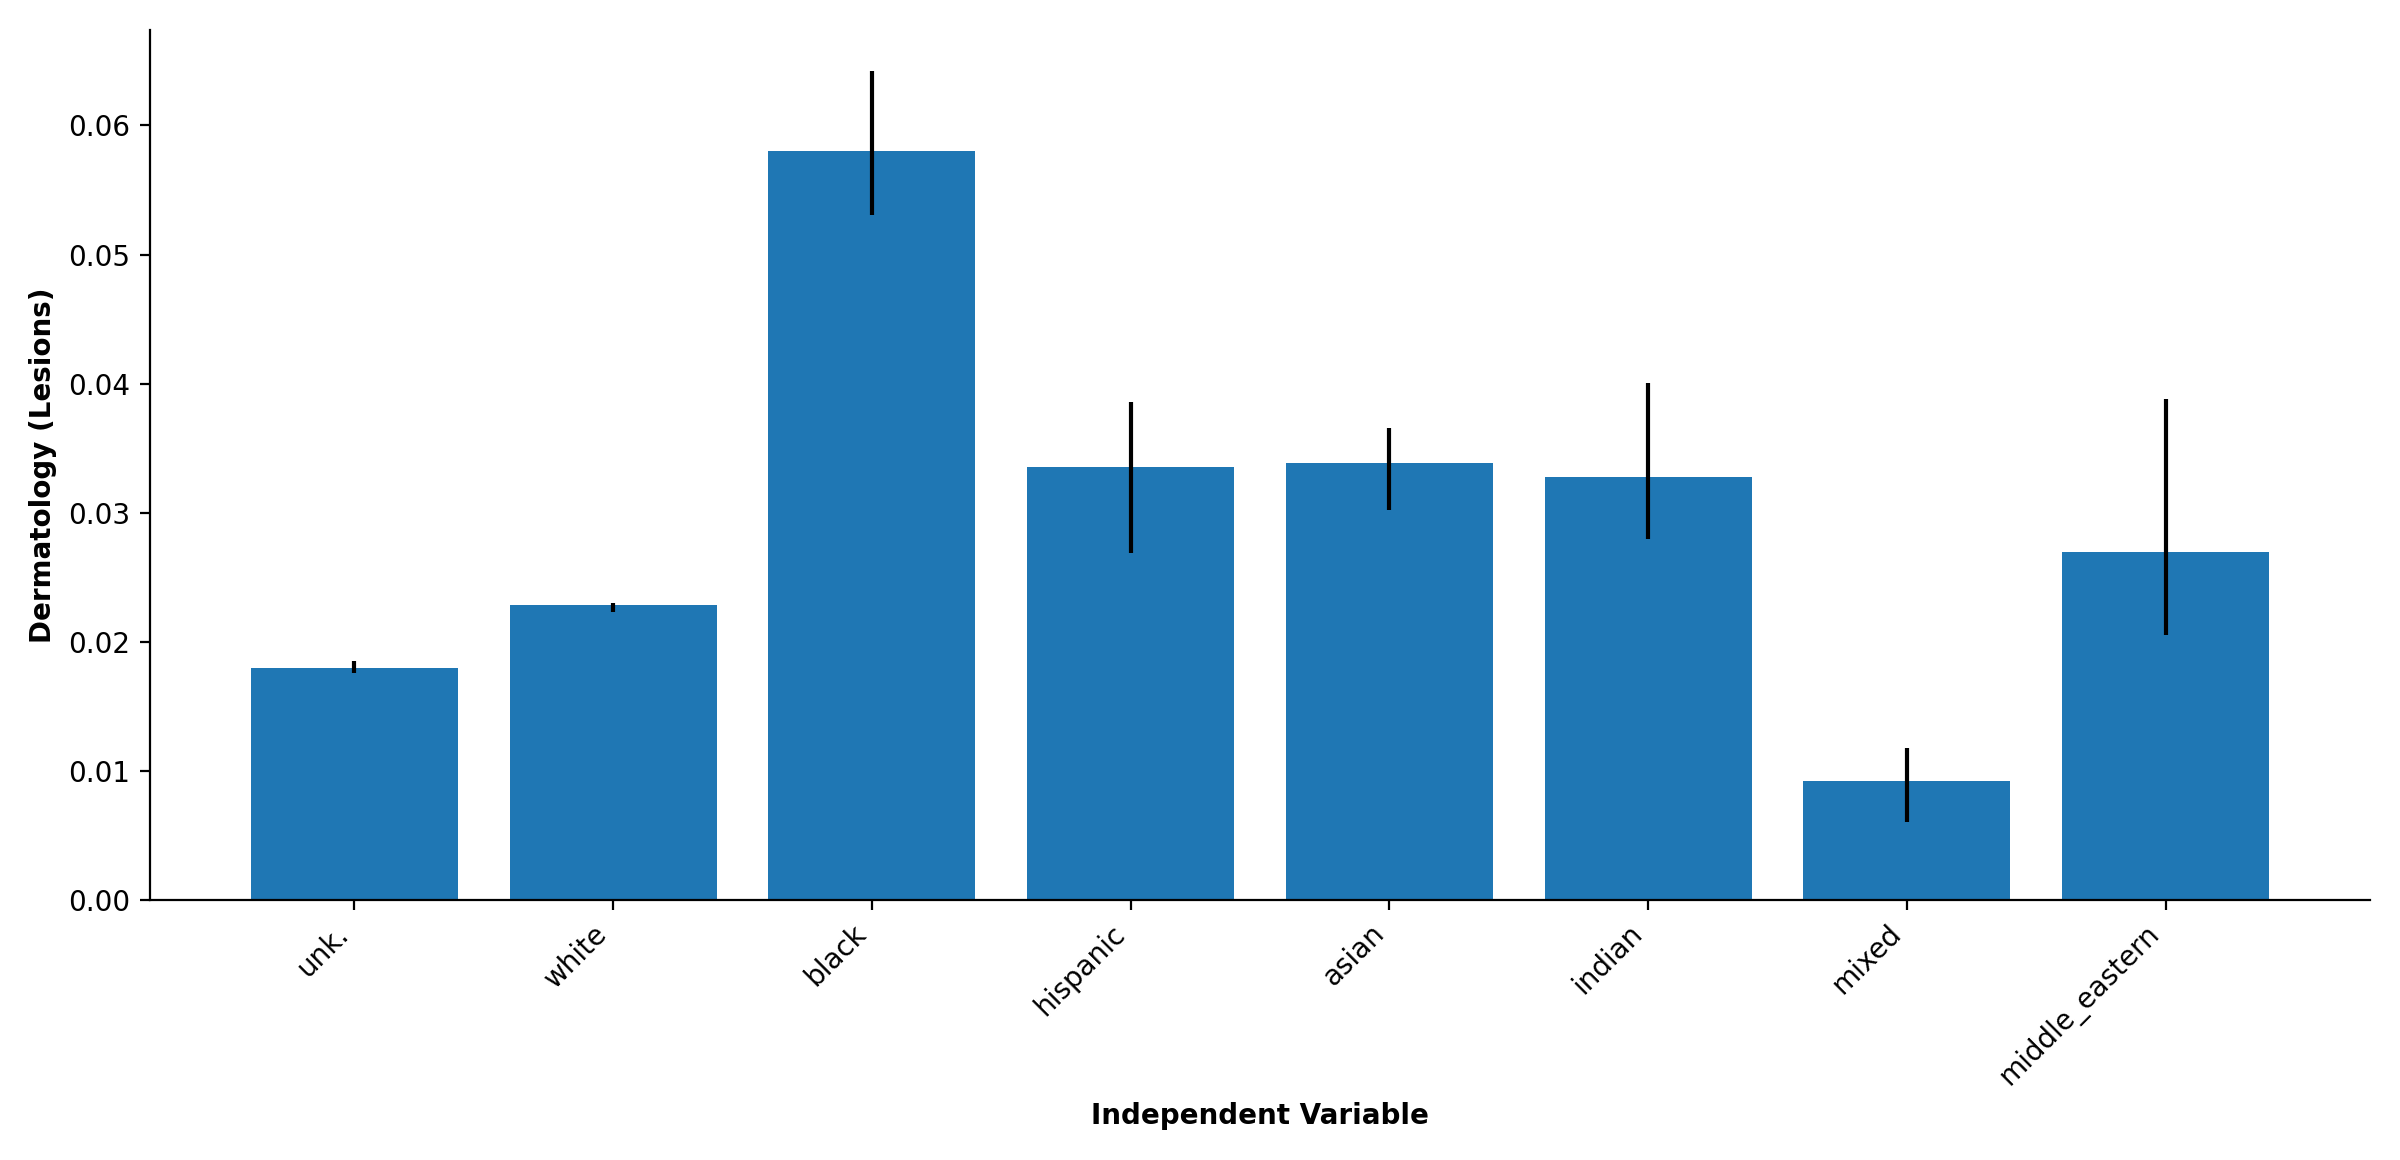 Dermatology (Lesions)
0.06
0.05
0.04
0.03
0.02
0.01
0.00
unk.
white
black
hispanic
asian
indian
mixed
middle_eastern
Independent Variable